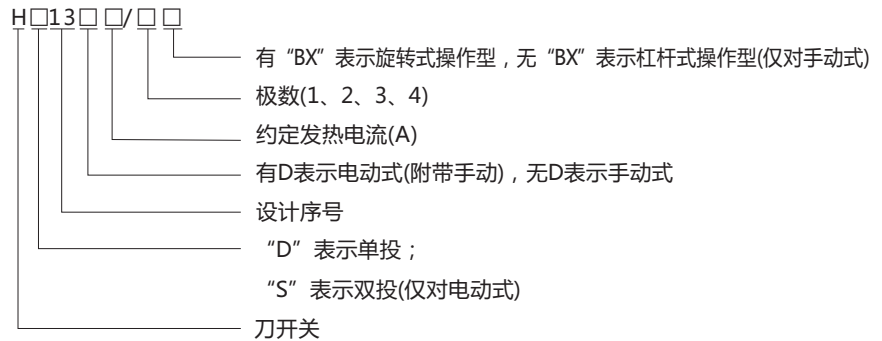 H□13□□/□□
有“BX”表示旋转式操作型，无“BX”表示杠杆式操作型(仅对手动式)
极数(1、2、3、4)
约定发热电流(A)
有D表示电动式(附带手动)，无D表示手动式
设计序号
“D”表示单投；
“S”表示双投(仅对电动式)
刀开关